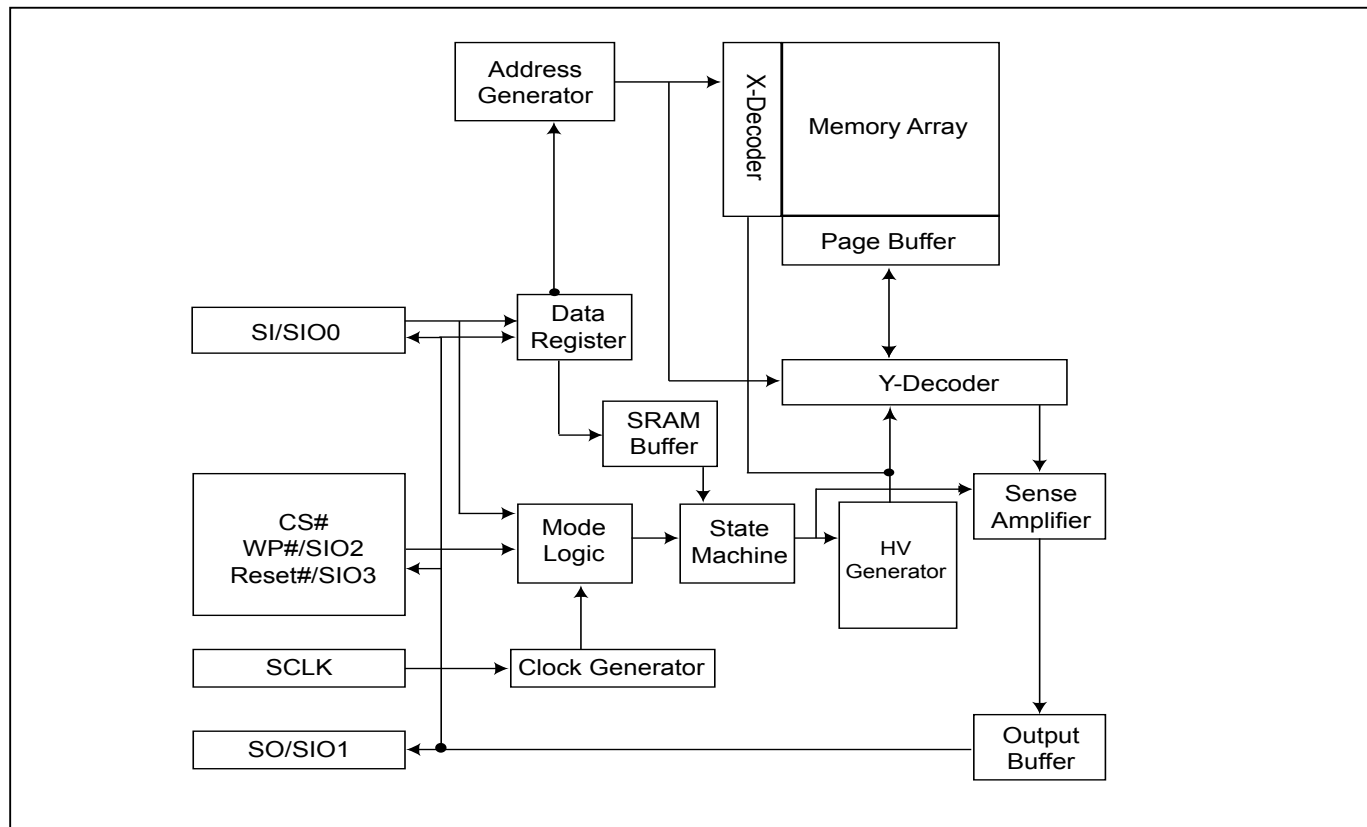 Address
Generator
X-Decoder
Memory Array
Page Buffer
SI/SIO0
Data
Register
Y-Decoder
SRAM
Buffer
CS#
WP#/SIO2
Reset#/SIO3
Mode
Logic
State
Machine
HV
Generator
Sense
Amplifier
SCLK
Clock Generator
SO/SIO1
Output
Buffer